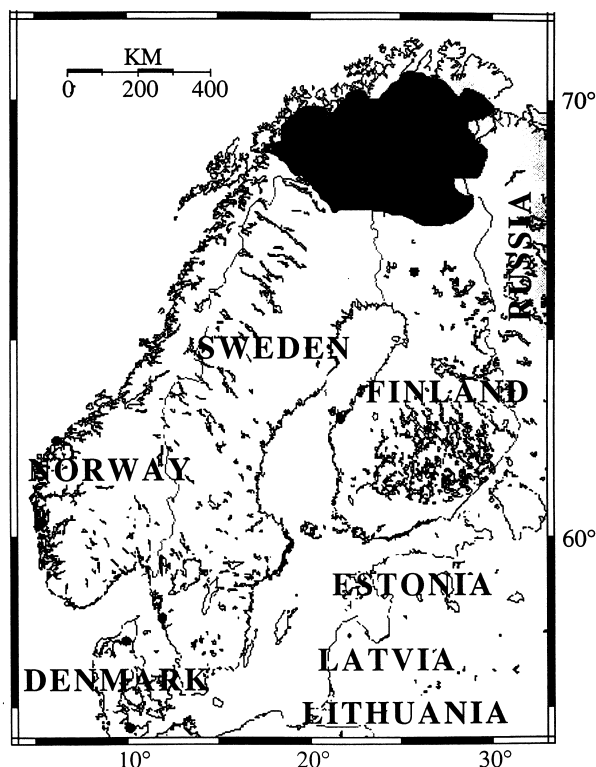 KM
0 200 400
70°
RUSSIA
SWEDEN
FINLAND
NORWAY
60°
ESTONIA
LATVIA
DENMARK
LITHUANIA
10° 20° 30°